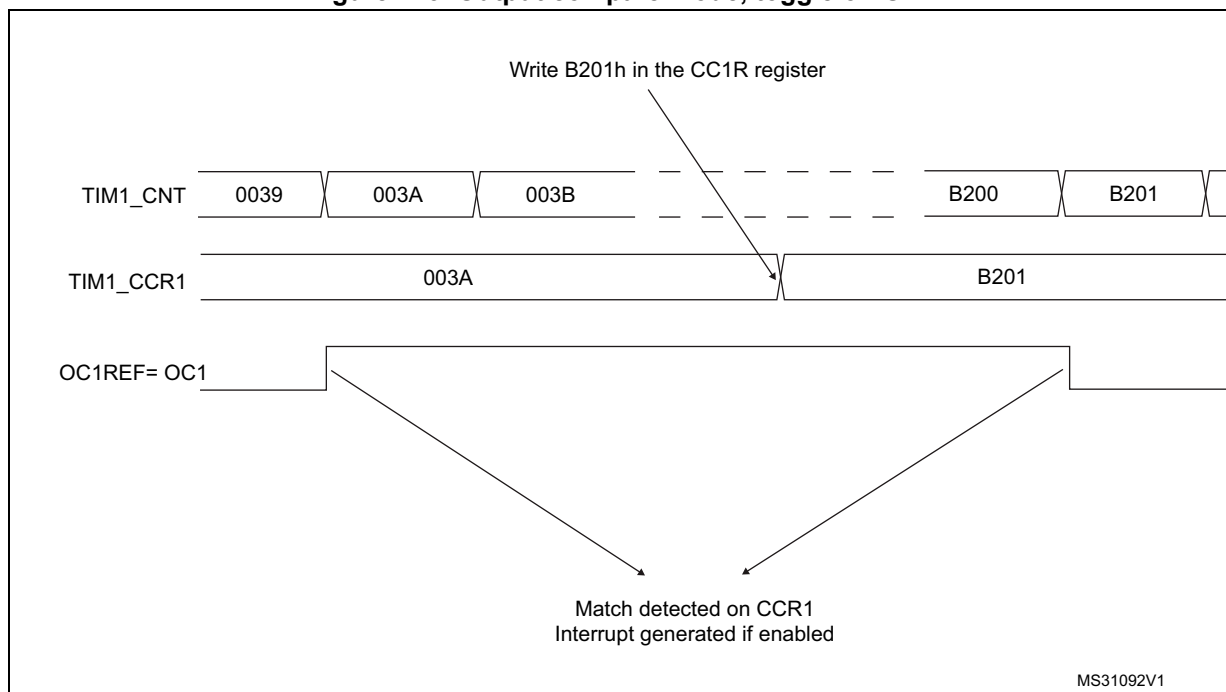 Write B201h in the CC1R register
TIM1_CNT 0039 003A 003B B200 B201
TIM1_CCR1 003A B201
OC1REF= OC1
Match detected on CCR1
Interrupt generated if enabled
MS31092V1